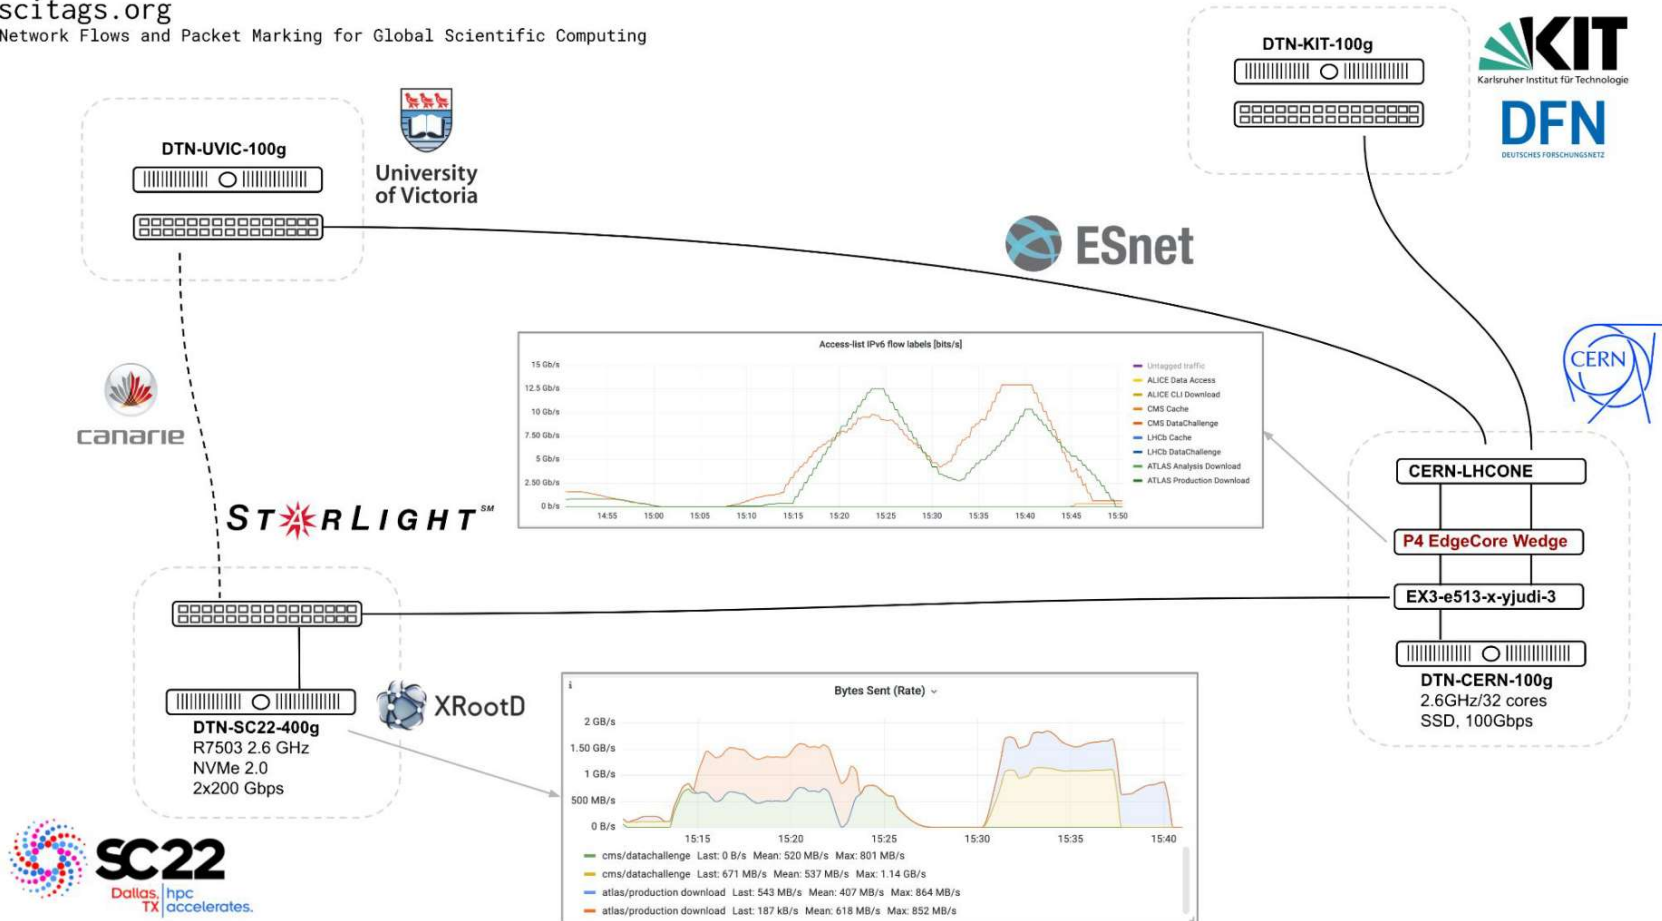 scitags.org
Network Flows and Packet Marking for Global Scientific Computing
DTN-UVIC-100g
University
of Victoria
DTN-KIT-100g
KIT
Karlsruher Institut für Technologie
DFN
DEUTSCHES FORSCHUNGSNETZ
ESnet
CERN
canarie
STARLIGHT℠
Access-list IPv6 flow labels [bits/s]
15 Gb/s
12.5 Gb/s
10 Gb/s
7.50 Gb/s
5 Gb/s
2.50 Gb/s
0 b/s
14:55 15:00 15:05 15:10 15:15 15:20 15:25 15:30 15:35 15:40 15:45 15:50
Untagged traffic
ALICE Data Access
ALICE CLI Download
CMS Cache
CMS DataChallenge
LHCb Cache
LHCb DataChallenge
ATLAS Analysis Download
ATLAS Production Download
CERN-LHCONE
P4 EdgeCore Wedge
EX3-e513-x-yjudi-3
DTN-CERN-100g
2.6GHz/32 cores
SSD, 100Gbps
DTN-SC22-400g
R7503 2.6 GHz
NVMe 2.0
2x200 Gbps
XRootD
i
Bytes Sent (Rate)
2 GB/s
1.50 GB/s
1 GB/s
500 MB/s
0 B/s
15:15 15:20 15:25 15:30 15:35 15:40
cms/datachallenge Last: 0 B/s Mean: 520 MB/s Max: 801 MB/s
cms/datachallenge Last: 671 MB/s Mean: 537 MB/s Max: 1.14 GB/s
atlas/production download Last: 543 MB/s Mean: 407 MB/s Max: 864 MB/s
atlas/production download Last: 187 kB/s Mean: 618 MB/s Max: 852 MB/s
SC22
Dallas, hpc
TX accelerates.